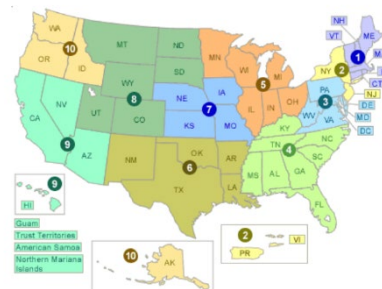 NH
ME
WA
VT
MT
ND
10
MN
1
OR
ID
NY
2
WI
SD
MI
CT
WY
5
NJ
8
PA
IA
3
DE
NE
NV
7
IL
IN
OH
MD
WV
UT
CO
VA
DC
CA
KS
MO
KY
9
NC
TN
4
AZ
OK
NM
6
AR
SC
MS
AL
GA
9
TX
LA
HI
FL
Guam
10
2
Trust Territories
American Samoa
AK
VI
PR
Northern Mariana
Islands